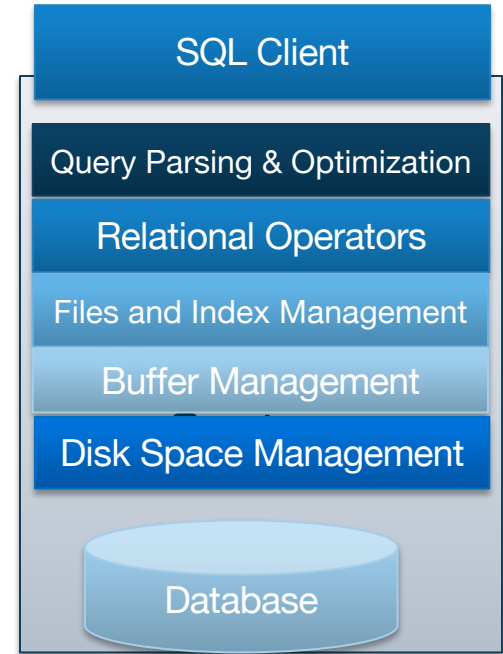 SQL Client
Query Parsing & Optimization
Relational Operators
Files and Index Management
Buffer Management
Disk Space Management
Database